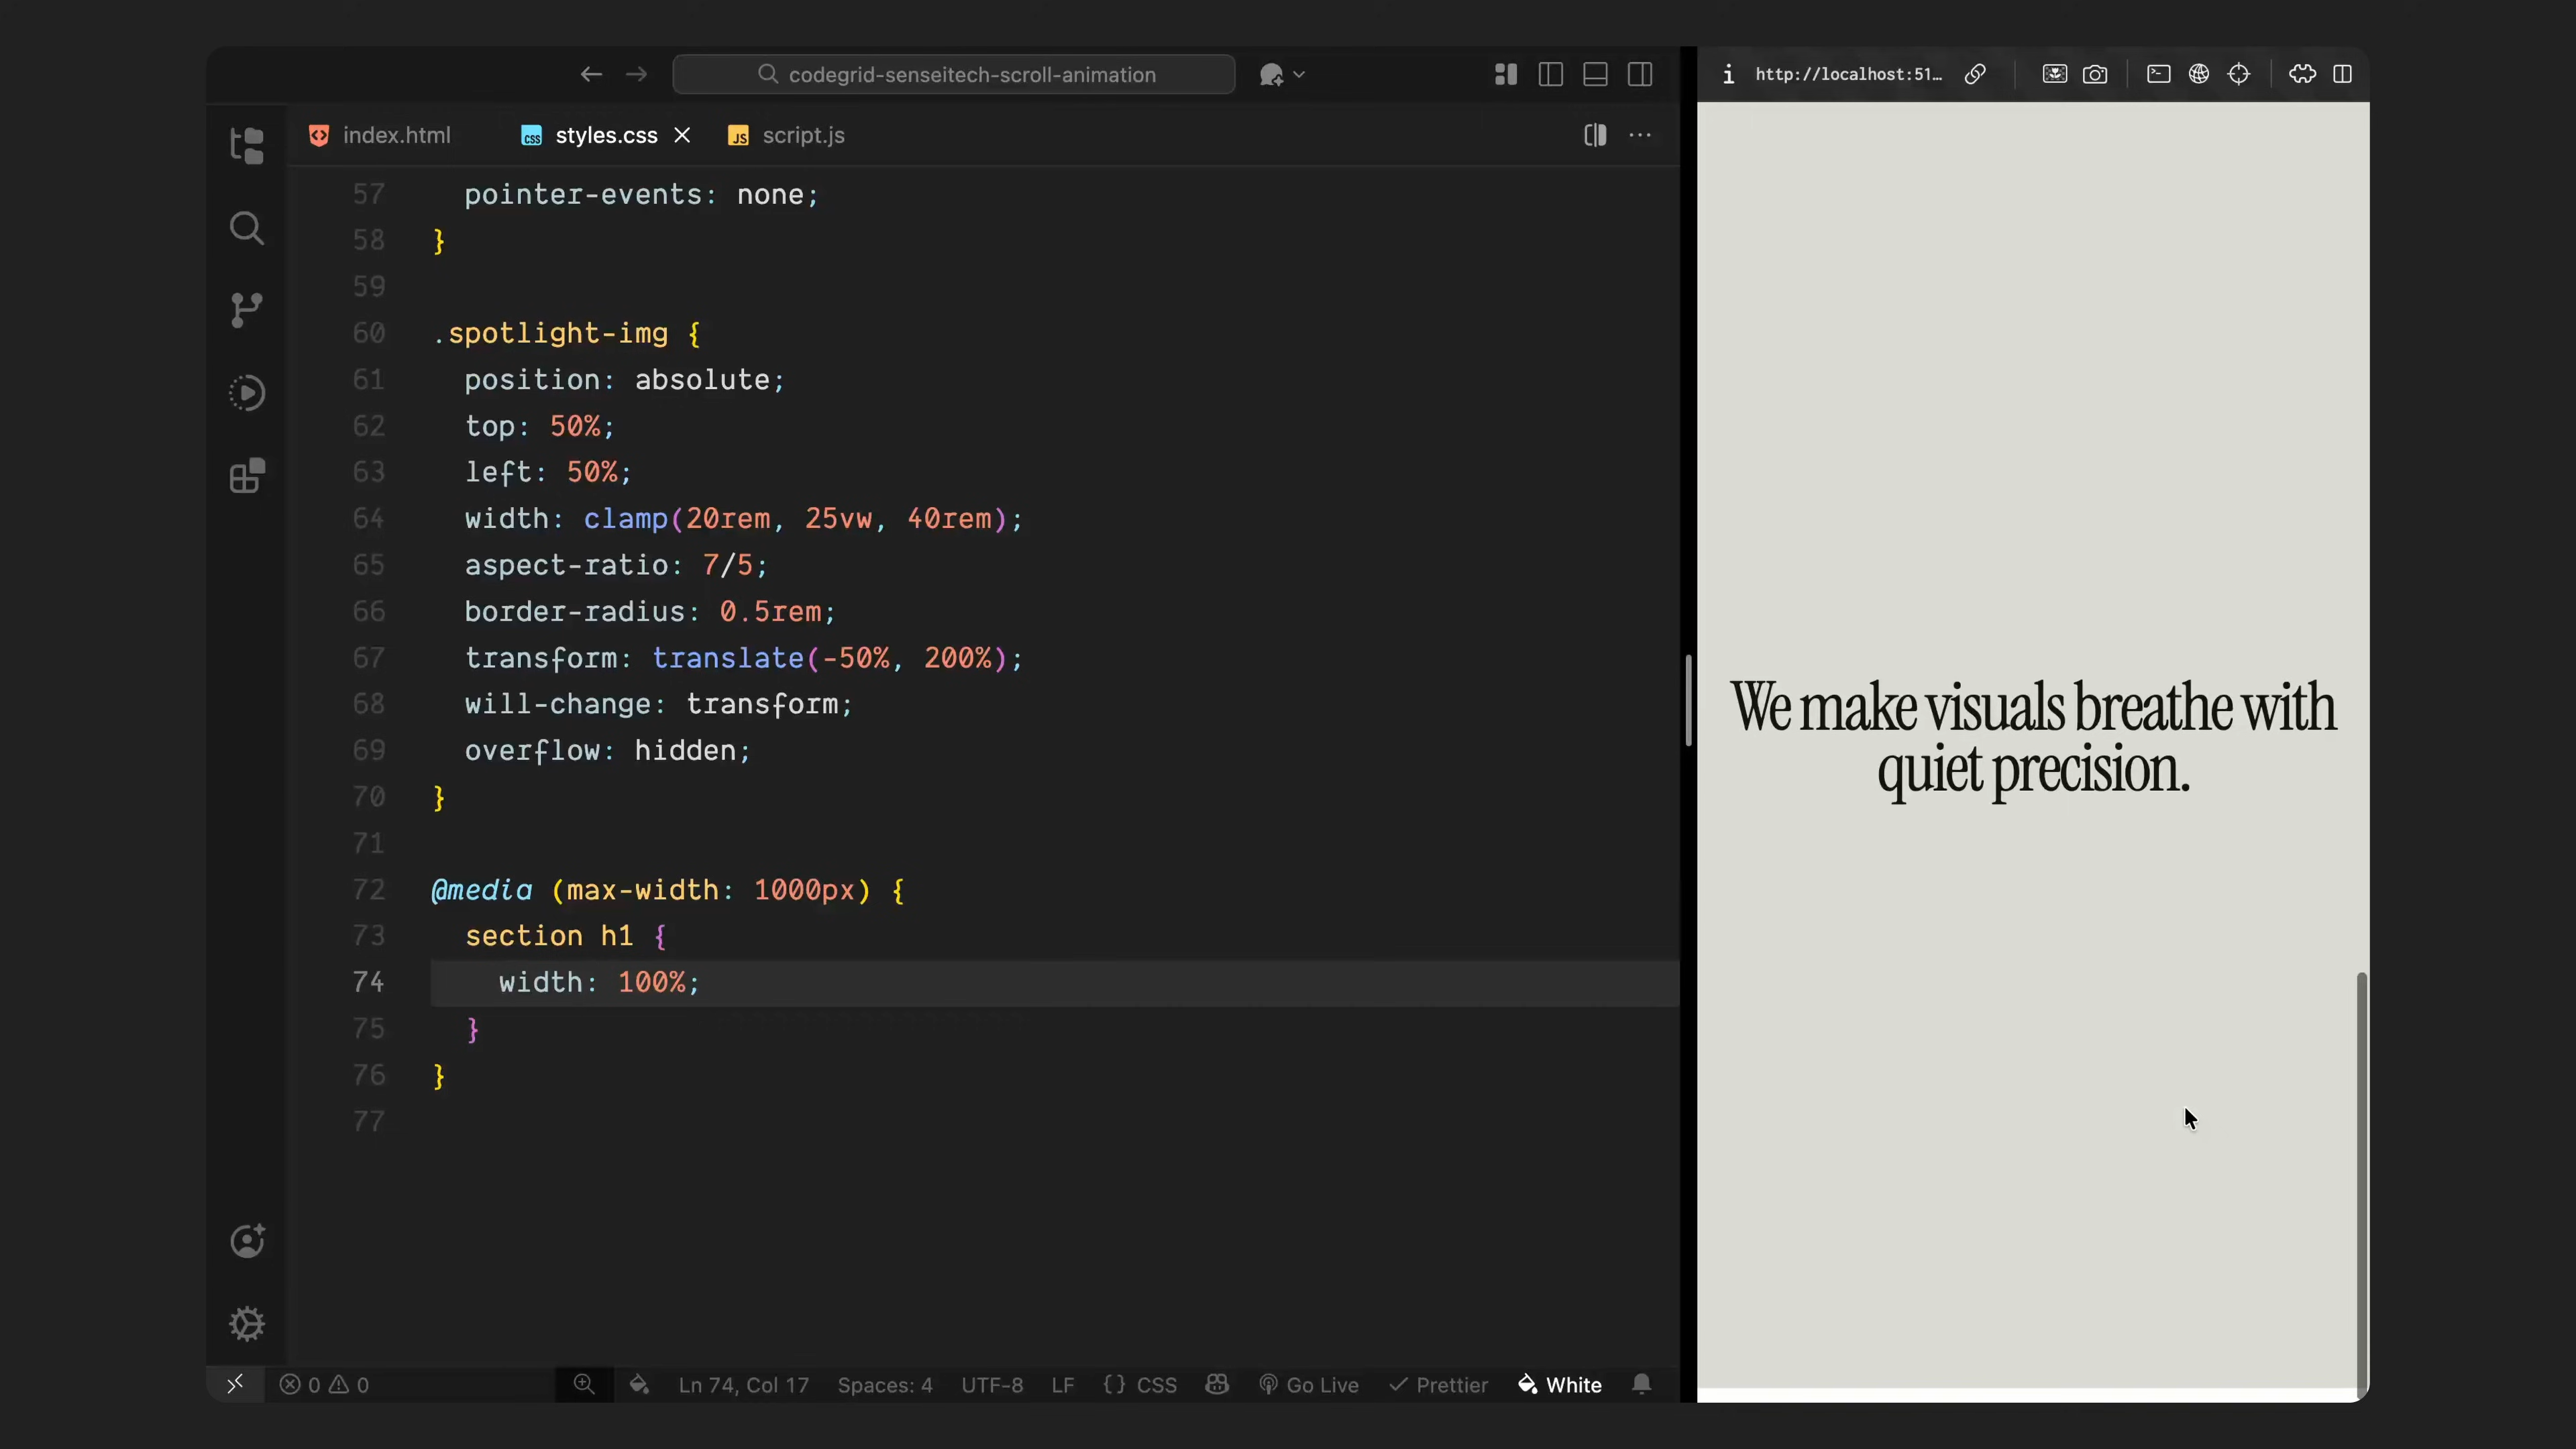 codegrid-senseitech-scroll-animation
http://localhost:51…
index.html
styles.css
script.js
57 pointer-events: none;
58 }
59
60 .spotlight-img {
61 position: absolute;
62 top: 50%;
63 left: 50%;
64 width: clamp(20rem, 25vw, 40rem);
65 aspect-ratio: 7/5;
66 border-radius: 0.5rem;
67 transform: translate(-50%, 200%);
68 will-change: transform;
69 overflow: hidden;
70 }
71
72 @media (max-width: 1000px) {
73 section h1 {
74 width: 100%;
75 }
76 }
77
We make visuals breathe with
quiet precision.
0 0 Ln 74, Col 17 Spaces: 4 UTF-8 LF {} CSS Go Live Prettier White